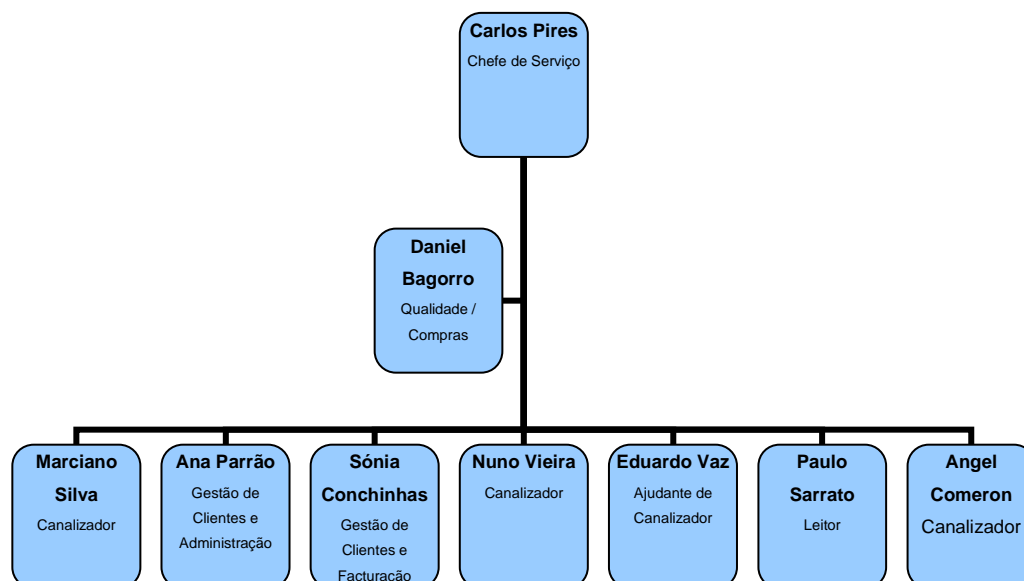 Carlos Pires
Chefe de Serviço
Daniel
Bagorro
Qualidade /
Compras
Marciano
Silva
Canalizador
Ana Parrão
Gestão de
Clientes e
Administração
Sónia
Conchinhas
Gestão de
Clientes e
Facturação
Nuno Vieira
Canalizador
Eduardo Vaz
Ajudante de
Canalizador
Paulo
Sarrato
Leitor
Angel
Comeron
Canalizador